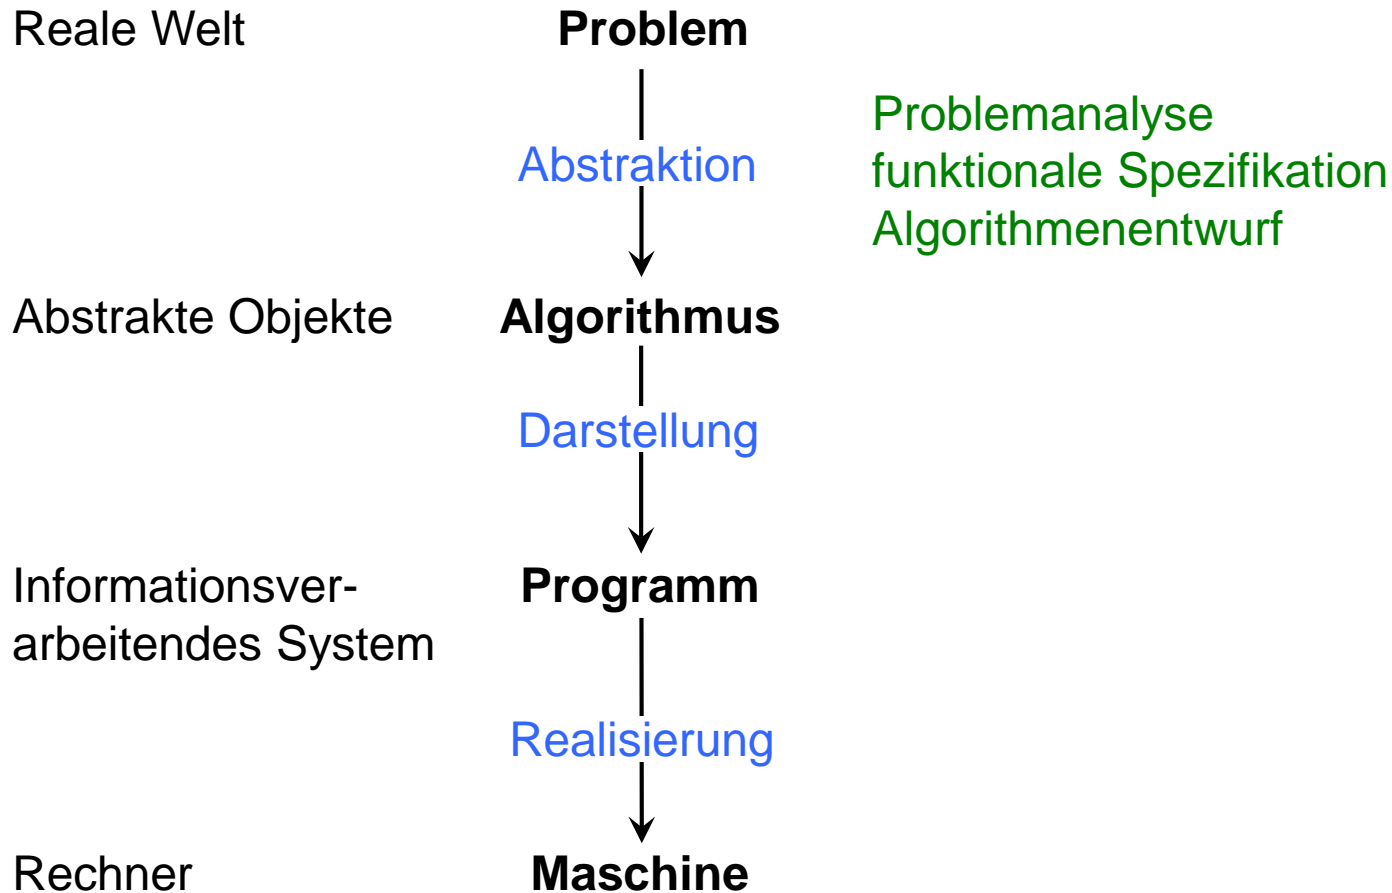 Reale Welt
Problem
Abstraktion
Problemanalyse
funktionale Spezifikation
Algorithmenentwurf
Abstrakte Objekte
Algorithmus
Darstellung
Informationsver-
arbeitendes System
Programm
Realisierung
Rechner
Maschine